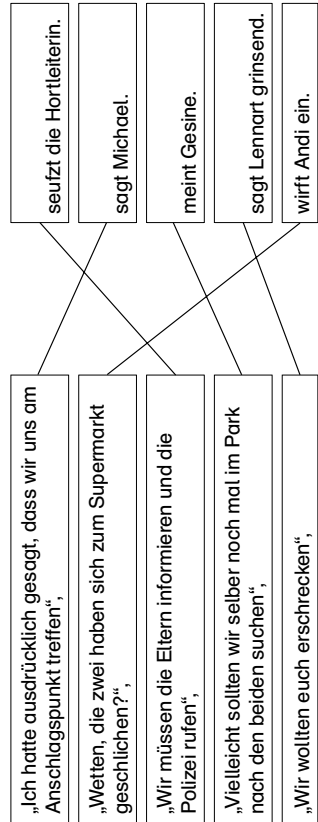 „Ich hatte ausdrücklich gesagt, dass wir uns am
Anschlagspunkt treffen“,
„Wetten, die zwei haben sich zum Supermarkt
geschlichen?“,
„Wir müssen die Eltern informieren und die
Polizei rufen“,
„Vielleicht sollten wir selber noch mal im Park
nach den beiden suchen“,
„Wir wollten euch erschrecken“,
seufzt die Hortleiterin.
sagt Michael.
meint Gesine.
sagt Lennart grinsend.
wirft Andi ein.